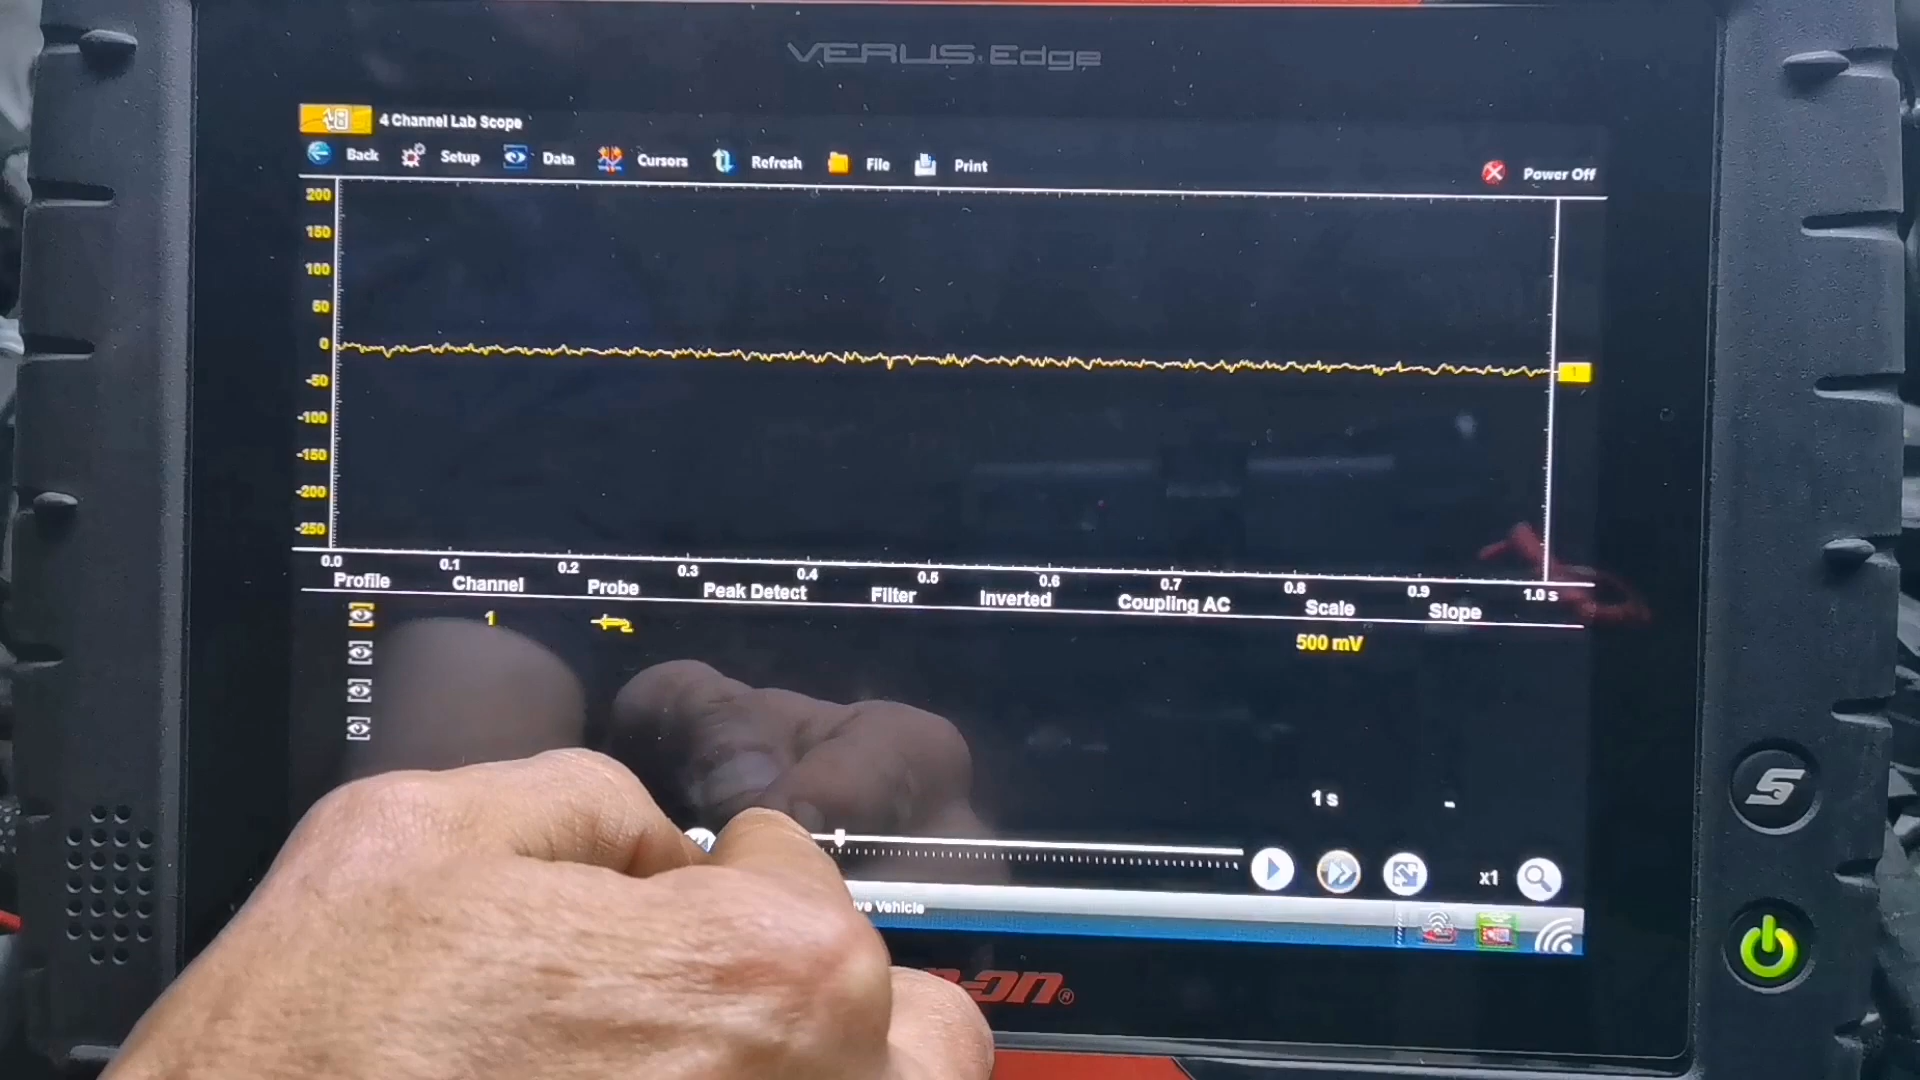 VERUS Edge
4 Channel Lab Scope
Back Setup Data Cursors Refresh File Print Power Off
200
150
100
50
0
-50
-100
-150
-200
-250
1
0.0 0.1 0.2 0.3 0.4 0.5 0.6 0.7 0.8 0.9 1.0 s
Profile Channel Probe Peak Detect Filter Inverted Coupling AC Scale Slope
1 500 mV
1 s -
x1
ive Vehicle
S
-on®